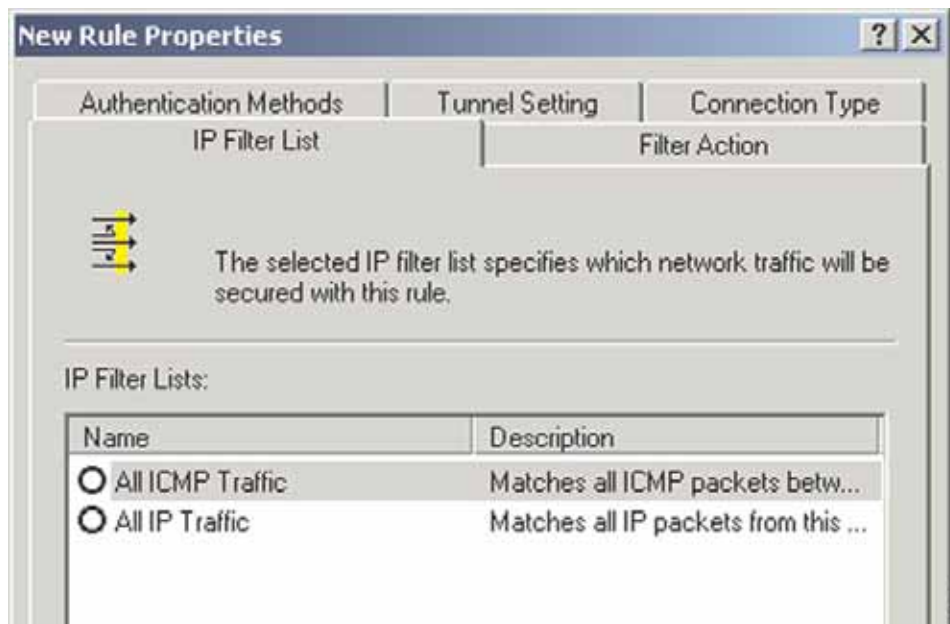 New Rule Properties
Authentication Methods
Tunnel Setting
Connection Type
IP Filter List
Filter Action
The selected IP filter list specifies which network traffic will be
secured with this rule.
IP Filter Lists:
Name
Description
All ICMP Traffic
Matches all ICMP packets betw...
All IP Traffic
Matches all IP packets from this ...